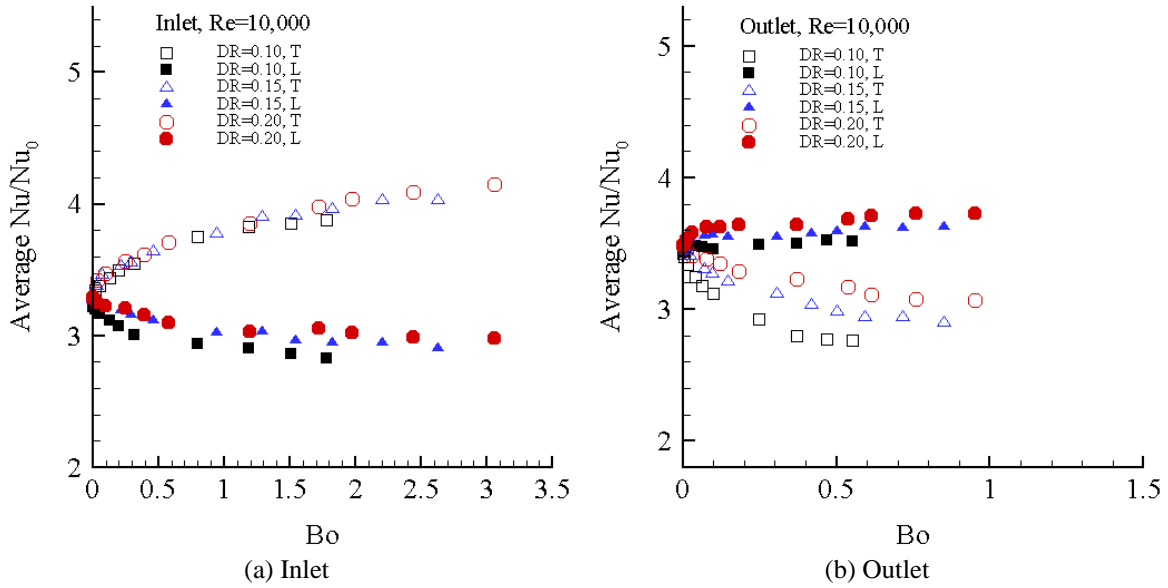 Inlet, Re=10,000
DR=0.10, T
DR=0.10, L
DR=0.15, T
DR=0.15, L
DR=0.20, T
DR=0.20, L
Average Nu/Nu0
5
4
3
2
0 0.5 1 1.5 2 2.5 3 3.5
Bo
(a) Inlet
Outlet, Re=10,000
DR=0.10, T
DR=0.10, L
DR=0.15, T
DR=0.15, L
DR=0.20, T
DR=0.20, L
Average Nu/Nu0
5
4
3
2
0 0.5 1 1.5
Bo
(b) Outlet